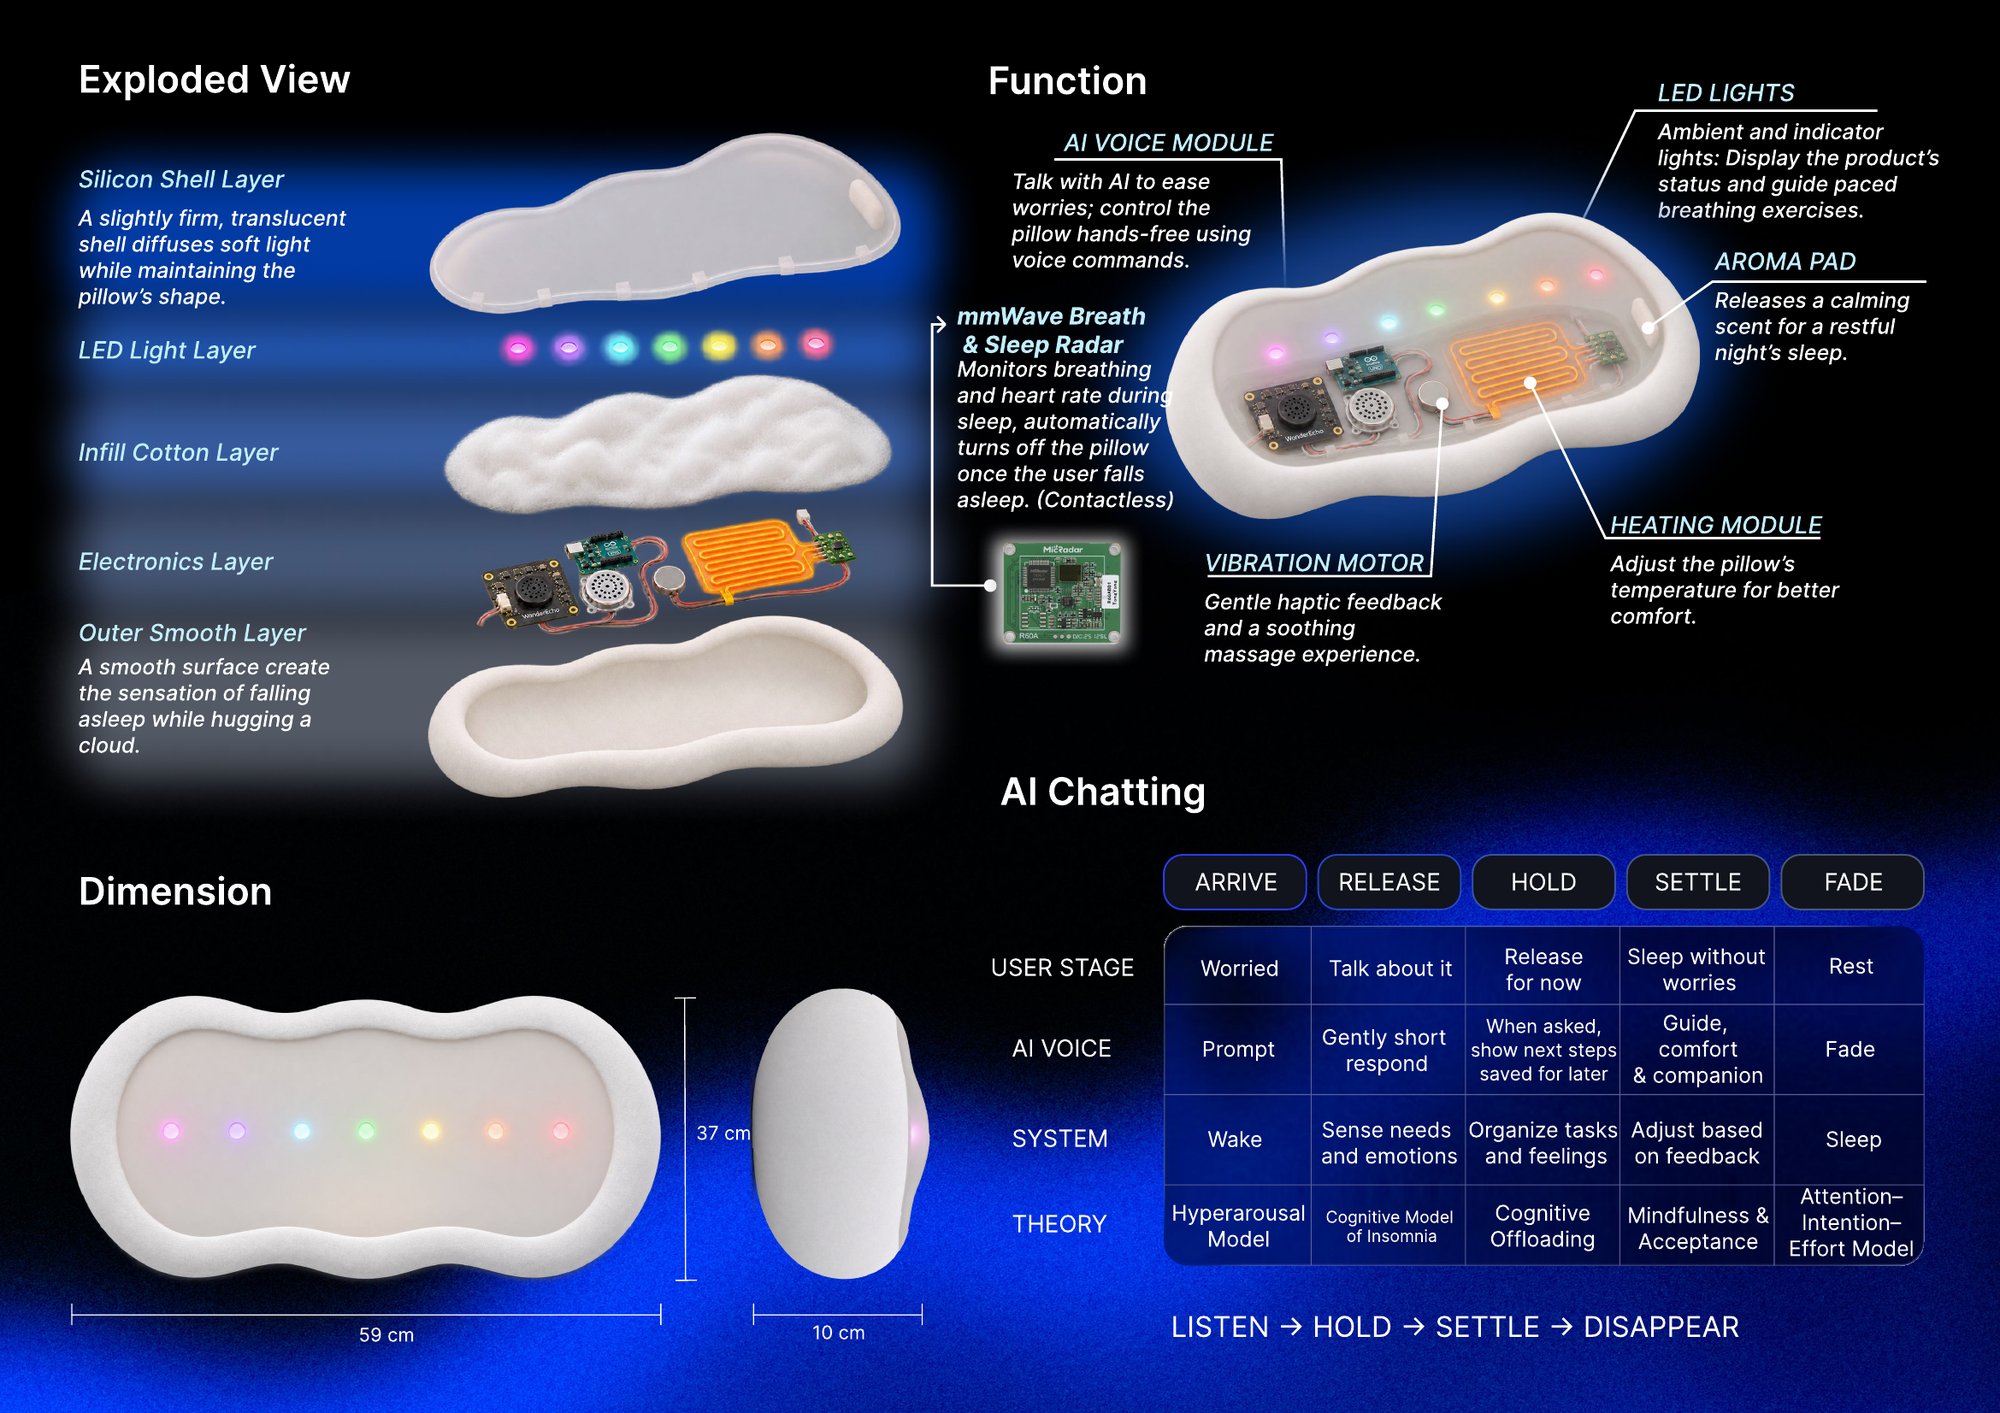 Exploded View
Silicon Shell Layer
A slightly firm, translucent
shell diffuses soft light
while maintaining the
pillow's shape.
LED Light Layer
Infill Cotton Layer
Electronics Layer
WonderEcho
Outer Smooth Layer
A smooth surface create
the sensation of falling
asleep while hugging a
cloud.
Function
AI VOICE MODULE
Talk with AI to ease
worries; control the
pillow hands-free using
voice commands.
mmWave Breath
& Sleep Radar
Monitors breathing
and heart rate during
sleep, automatically
turns off the pillow
once the user falls
asleep. (Contactless)
MicRadar
R60A
LED LIGHTS
Ambient and indicator
lights: Display the product's
status and guide paced
breathing exercises.
AROMA PAD
Releases a calming
scent for a restful
night's sleep.
WonderEcho
VIBRATION MOTOR
Gentle haptic feedback
and a soothing
massage experience.
HEATING MODULE
Adjust the pillow's
temperature for better
comfort.
Dimension
37 cm
59 cm
10 cm
AI Chatting
ARRIVE RELEASE HOLD SETTLE FADE
USER STAGE
Worried
Talk about it
Release
for now
Sleep without
worries
Rest
AI VOICE
Prompt
Gently short
respond
When asked,
show next steps
saved for later
Guide,
comfort
& companion
Fade
SYSTEM
Wake
Sense needs
and emotions
Organize tasks
and feelings
Adjust based
on feedback
Sleep
THEORY
Hyperarousal
Model
Cognitive Model
of Insomnia
Cognitive
Offloading
Mindfulness &
Acceptance
Attention–
Intention–
Effort Model
LISTEN → HOLD → SETTLE → DISAPPEAR